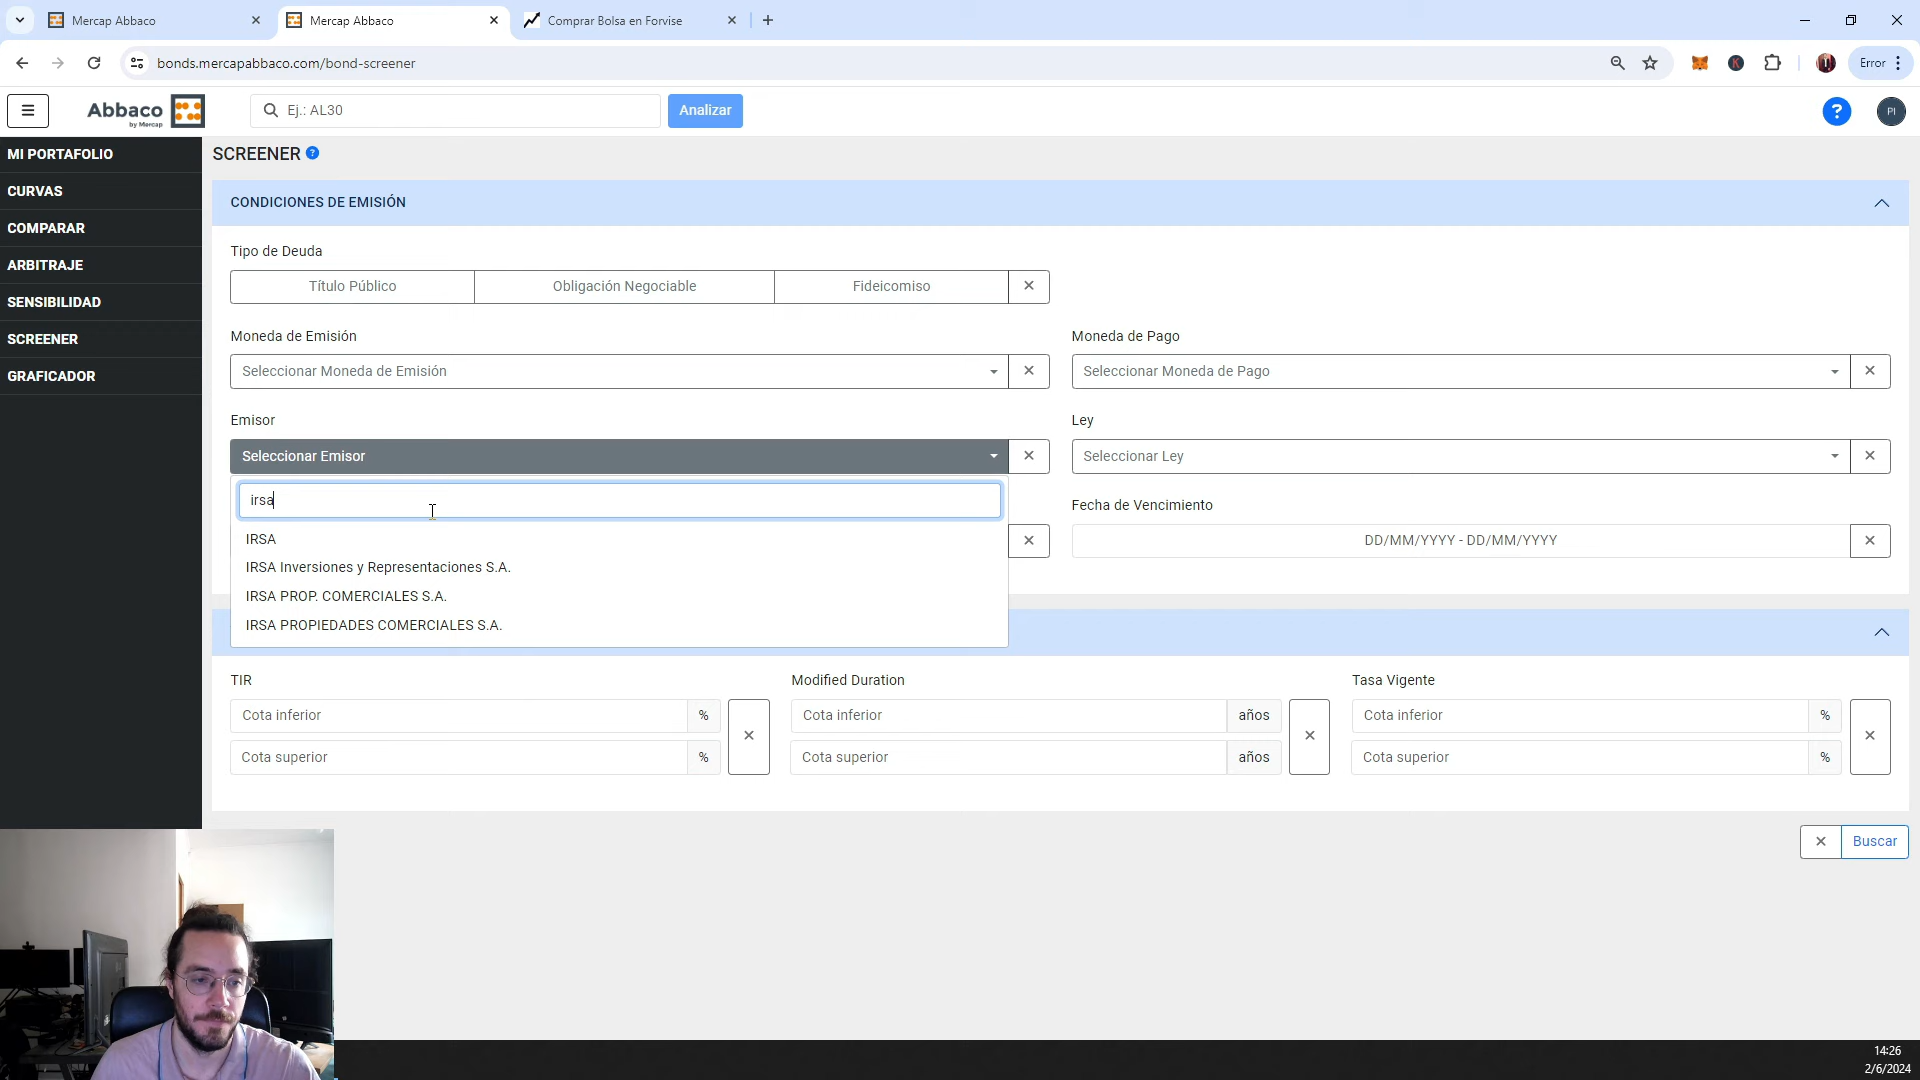 Mercap Abbaco
Mercap Abbaco
Comprar Bolsa en Forvise
bonds.mercapabbaco.com/bond-screener
K
Error
Abbaco
by Mercap
Ej.: AL30
Analizar
?
PI
MI PORTAFOLIO
CURVAS
COMPARAR
ARBITRAJE
SENSIBILIDAD
SCREENER
GRAFICADOR
SCREENER ?
CONDICIONES DE EMISIÓN
Tipo de Deuda
Título Público
Obligación Negociable
Fideicomiso
Moneda de Emisión
Seleccionar Moneda de Emisión
Moneda de Pago
Seleccionar Moneda de Pago
Emisor
Seleccionar Emisor
Ley
Seleccionar Ley
irsa
IRSA
IRSA Inversiones y Representaciones S.A.
IRSA PROP. COMERCIALES S.A.
IRSA PROPIEDADES COMERCIALES S.A.
Fecha de Vencimiento
DD/MM/YYYY - DD/MM/YYYY
TIR
Cota inferior %
Cota superior %
Modified Duration
Cota inferior años
Cota superior años
Tasa Vigente
Cota inferior %
Cota superior %
Buscar
14:26
2/6/2024